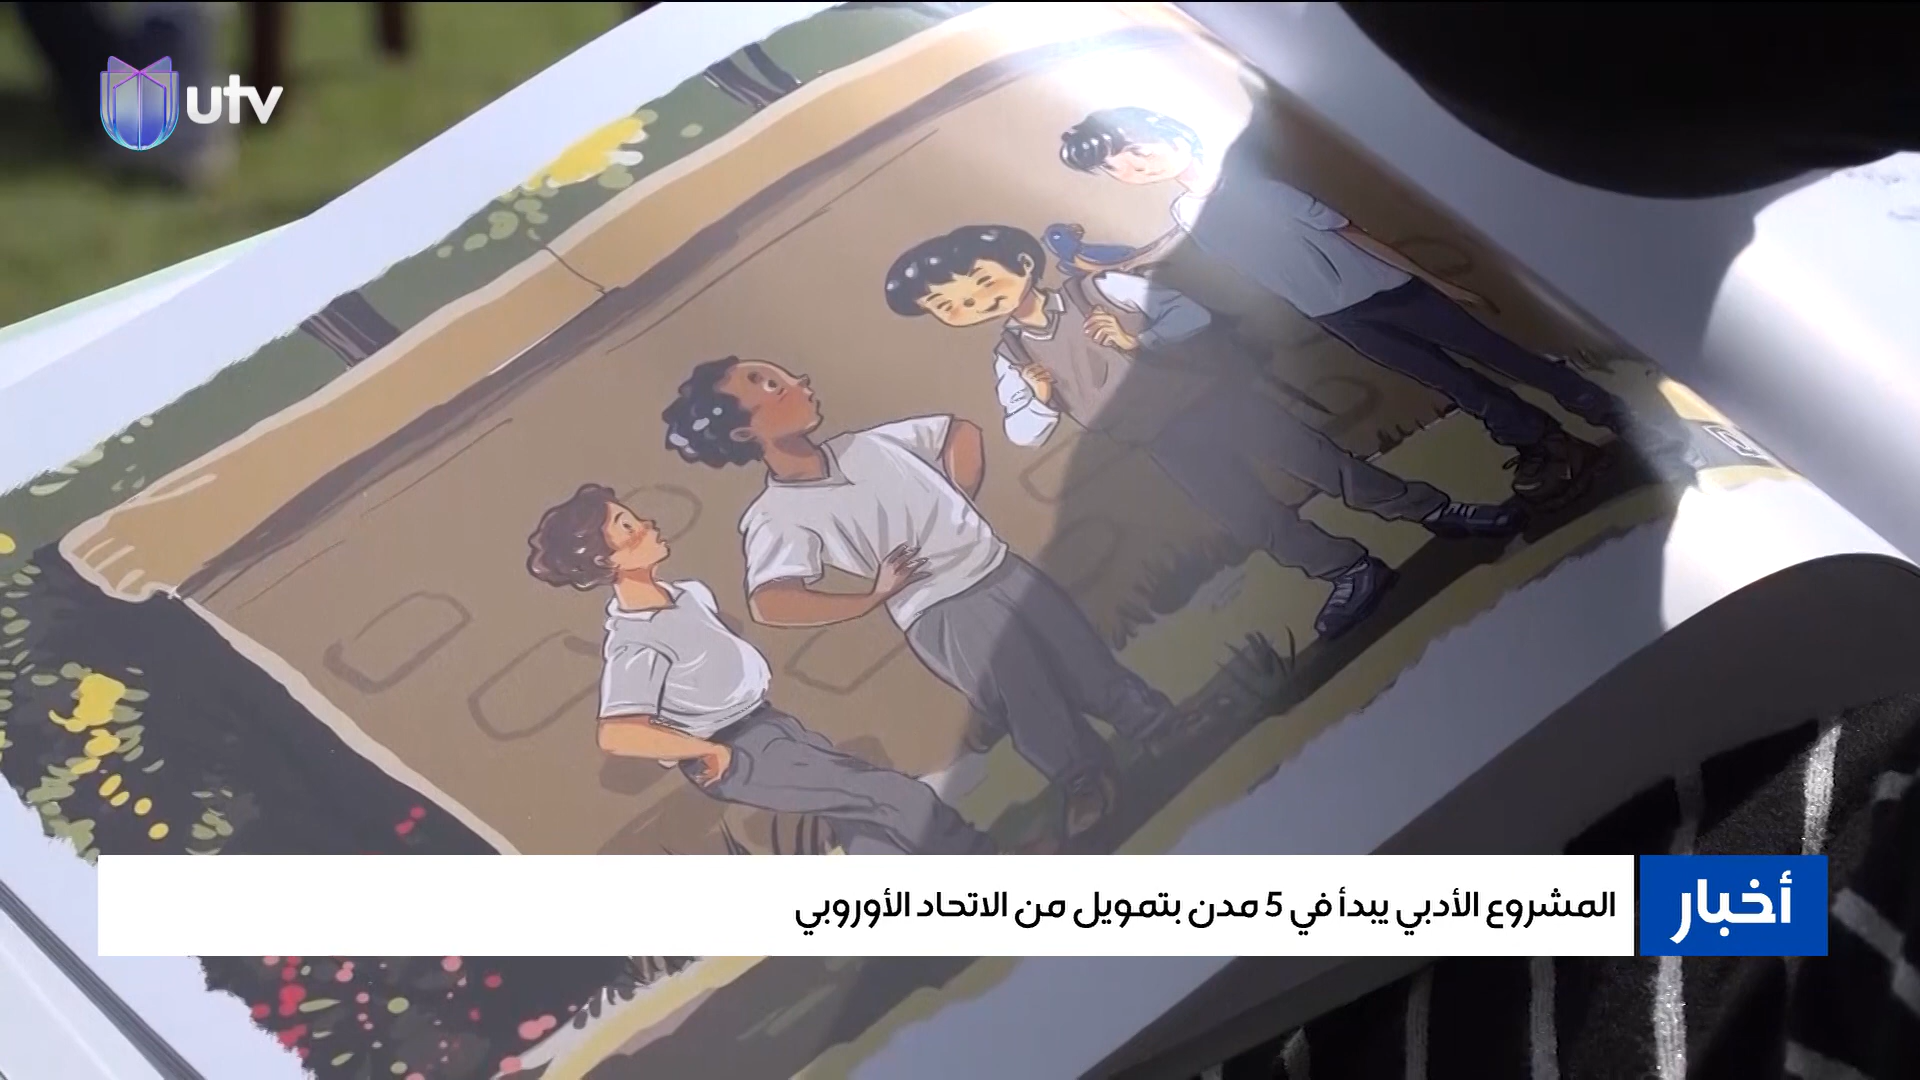 utv
أخبار
المشروع الأدبي يبدأ في 5 مدن بتمويل من الاتحاد الأوروبي